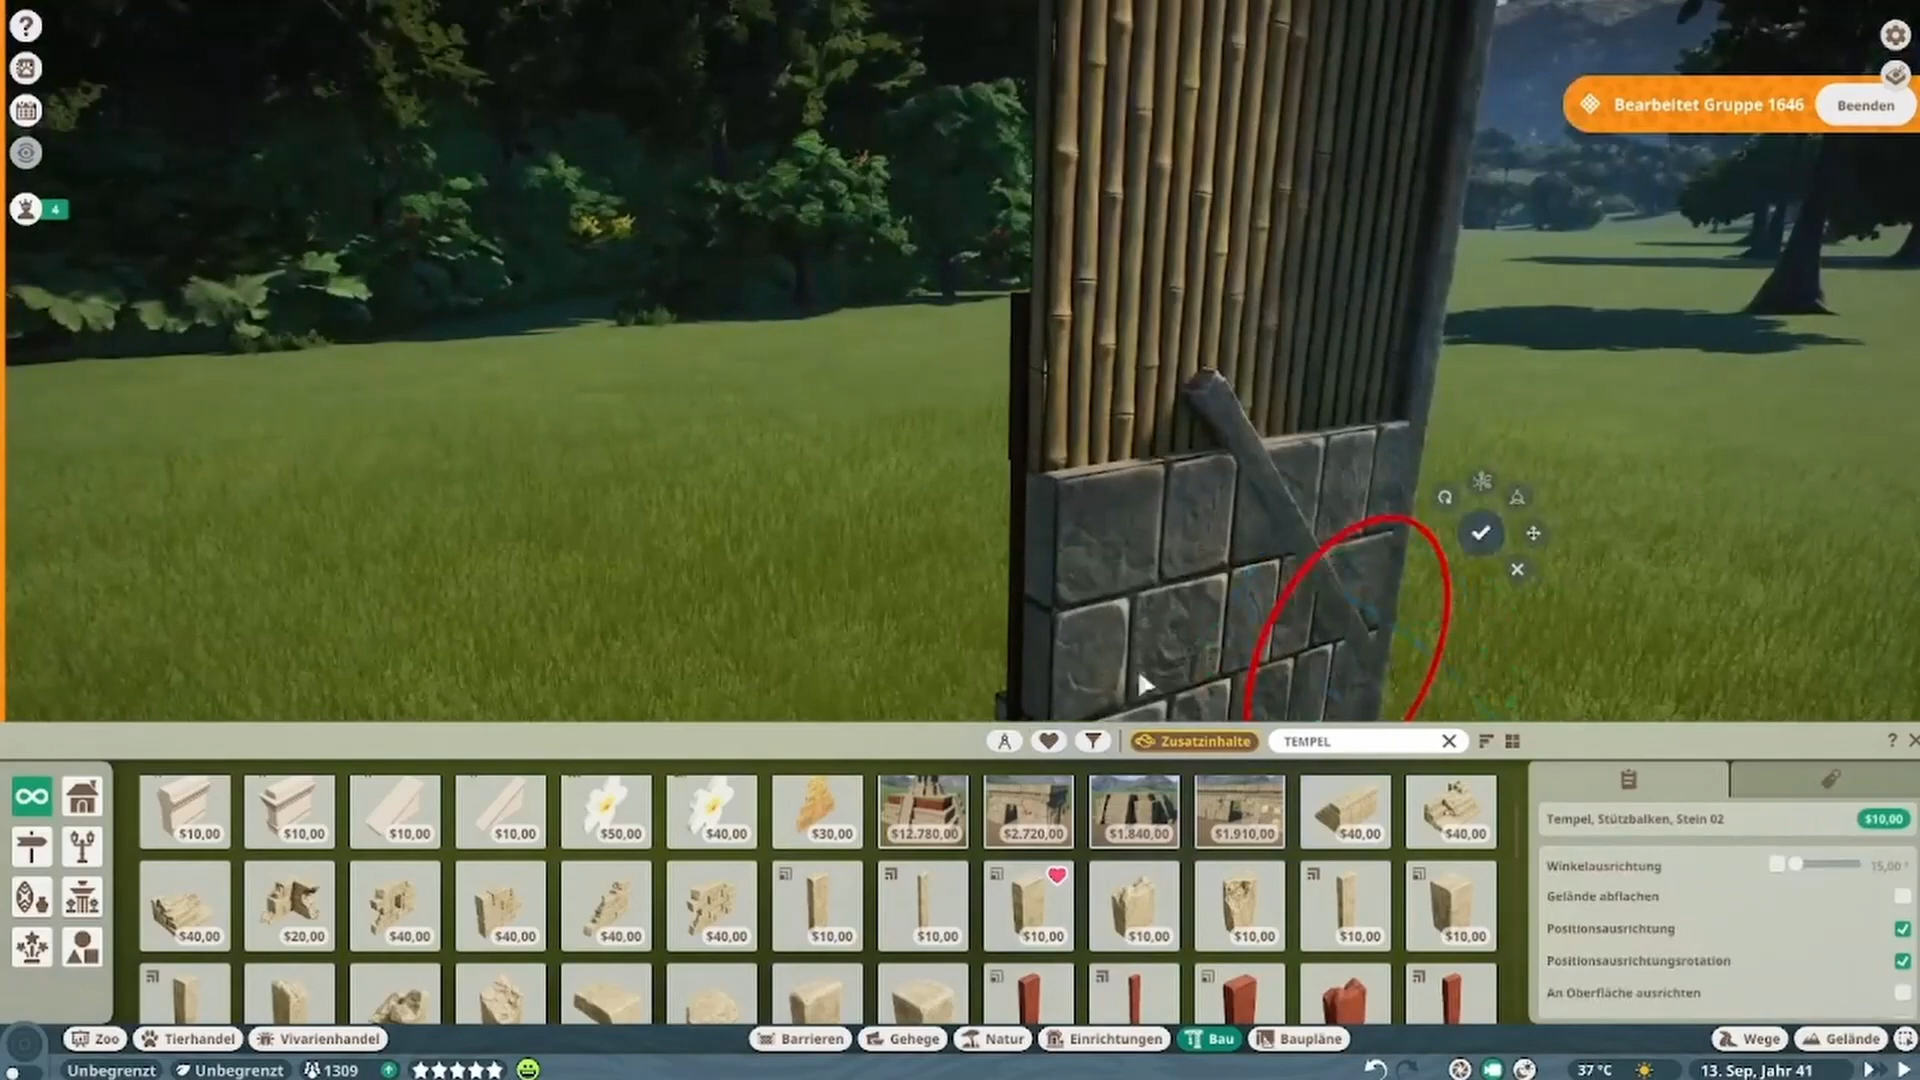 ?
Bearbeitet Gruppe 1646
Beenden
4
Zusatzinhalte
TEMPEL
?
$10,00
$10,00
$10,00
$10,00
$50,00
$40,00
$30,00
$12.780,00
$2.720,00
$1.840,00
$1.910,00
$40,00
$40,00
$40,00
$20,00
$40,00
$40,00
$40,00
$40,00
$10,00
$10,00
$10,00
$10,00
$10,00
$10,00
$10,00
Tempel, Stützbalken, Stein 02
$10,00
Winkelausrichtung
15,00 °
Gelände abflachen
Positionsausrichtung
Positionsausrichtungsrotation
An Oberfläche ausrichten
Zoo
Tierhandel
Vivarienhandel
Barrieren
Gehege
Natur
Einrichtungen
Bau
Baupläne
Wege
Gelände
Unbegrenzt
Unbegrenzt
1309
37 °C
13. Sep, Jahr 41